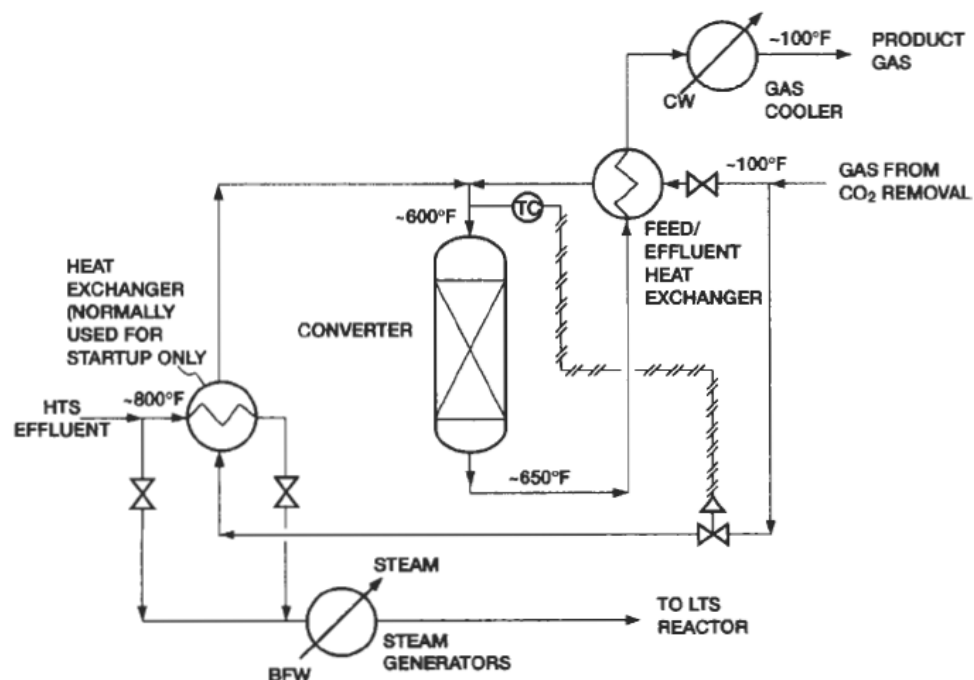 ~100°F
PRODUCT
GAS
CW
GAS
COOLER
~100°F
GAS FROM
CO₂ REMOVAL
~600°F
TC
FEED/
EFFLUENT
HEAT
EXCHANGER
HEAT
EXCHANGER
(NORMALLY
USED FOR
STARTUP ONLY
CONVERTER
~800°F
HTS
EFFLUENT
~650°F
STEAM
TO LTS
REACTOR
STEAM
GENERATORS
BFW